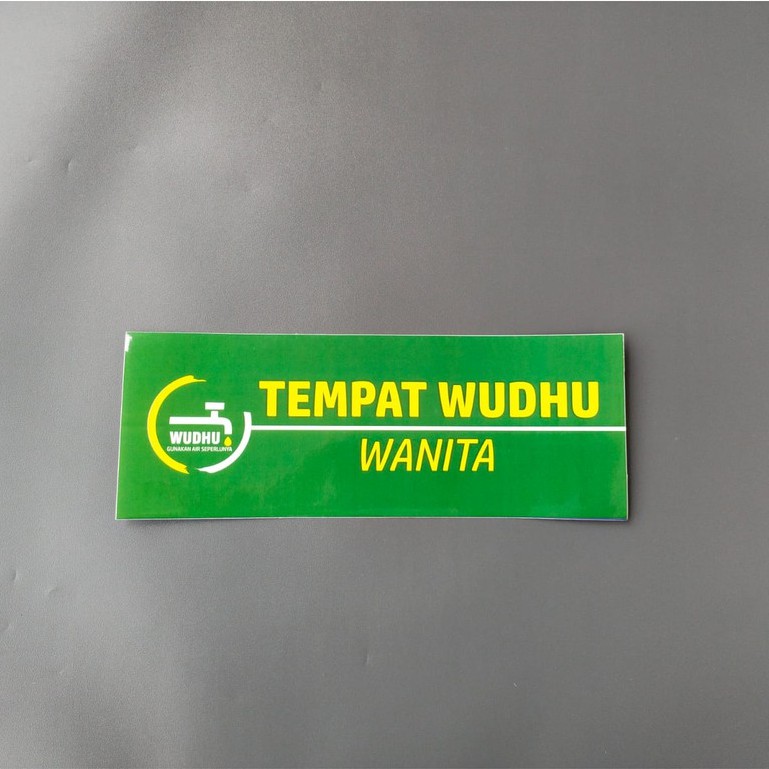 TEMPAT WUDHU
WANITA
WUDHU
GUNAKAN AIR SEPERLUNYA